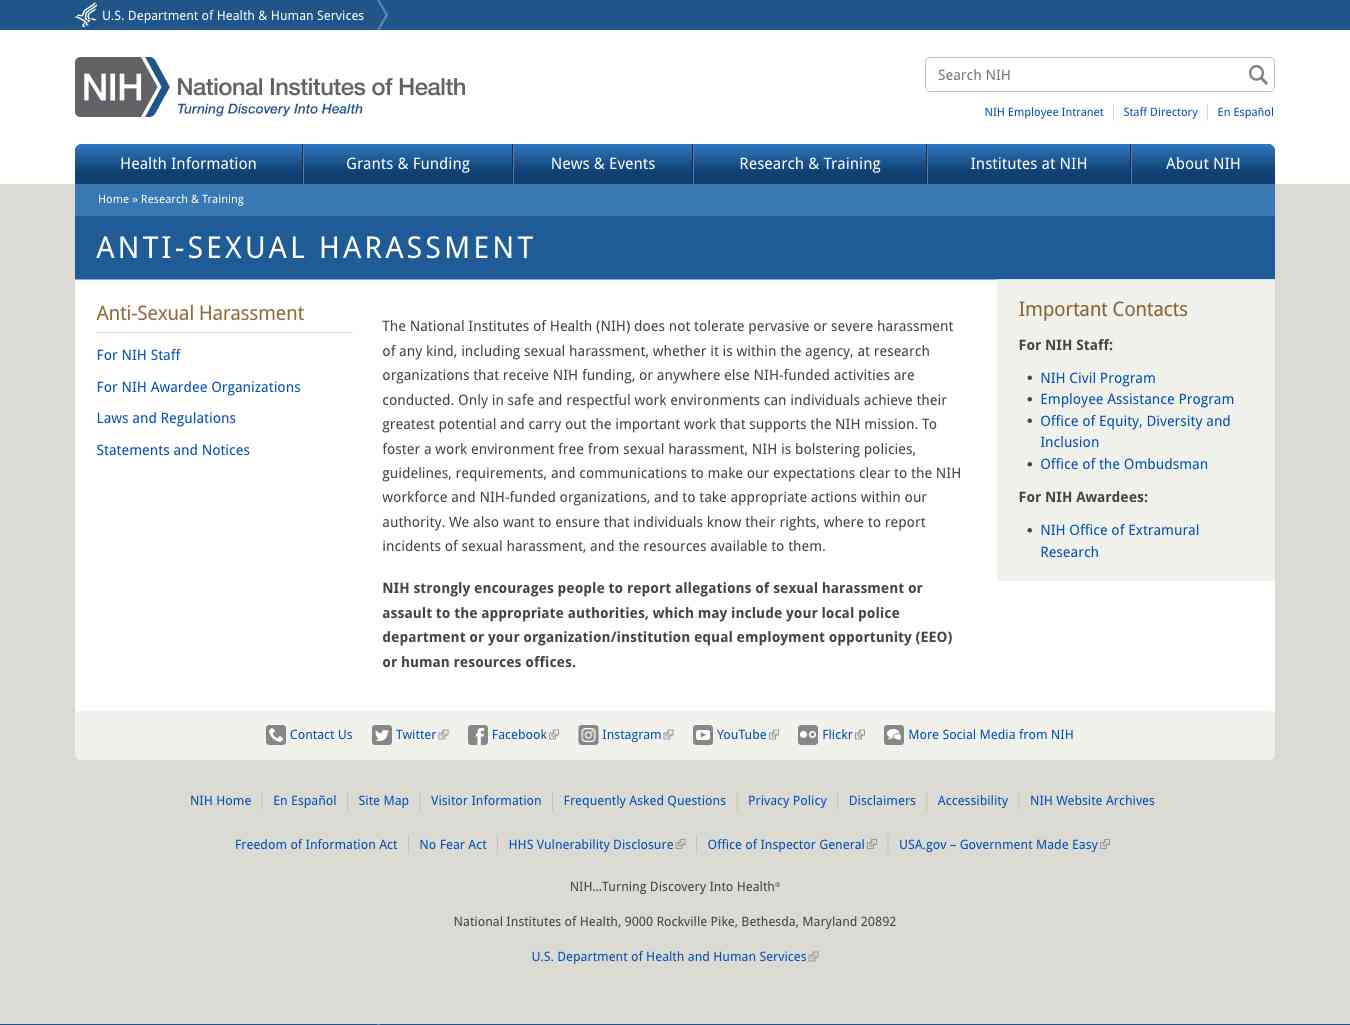 U.S. Department of Health & Human Services
NIH
National Institutes of Health
Turning Discovery Into Health
Search NIH
NIH Employee Intranet
Staff Directory
En Español
Health Information
Grants & Funding
News & Events
Research & Training
Institutes at NIH
About NIH
Home » Research & Training
ANTI-SEXUAL HARASSMENT
Anti-Sexual Harassment
For NIH Staff
For NIH Awardee Organizations
Laws and Regulations
Statements and Notices
The National Institutes of Health (NIH) does not tolerate pervasive or severe harassment
of any kind, including sexual harassment, whether it is within the agency, at research
organizations that receive NIH funding, or anywhere else NIH-funded activities are
conducted. Only in safe and respectful work environments can individuals achieve their
greatest potential and carry out the important work that supports the NIH mission. To
foster a work environment free from sexual harassment, NIH is bolstering policies,
guidelines, requirements, and communications to make our expectations clear to the NIH
workforce and NIH-funded organizations, and to take appropriate actions within our
authority. We also want to ensure that individuals know their rights, where to report
incidents of sexual harassment, and the resources available to them.
NIH strongly encourages people to report allegations of sexual harassment or
assault to the appropriate authorities, which may include your local police
department or your organization/institution equal employment opportunity (EEO)
or human resources offices.
Important Contacts
For NIH Staff:
• NIH Civil Program
• Employee Assistance Program
• Office of Equity, Diversity and
Inclusion
• Office of the Ombudsman
For NIH Awardees:
• NIH Office of Extramural
Research
Contact Us
Twitter
Facebook
Instagram
YouTube
Flickr
More Social Media from NIH
NIH Home
En Español
Site Map
Visitor Information
Frequently Asked Questions
Privacy Policy
Disclaimers
Accessibility
NIH Website Archives
Freedom of Information Act
No Fear Act
HHS Vulnerability Disclosure
Office of Inspector General
USA.gov – Government Made Easy
NIH...Turning Discovery Into Health®
National Institutes of Health, 9000 Rockville Pike, Bethesda, Maryland 20892
U.S. Department of Health and Human Services